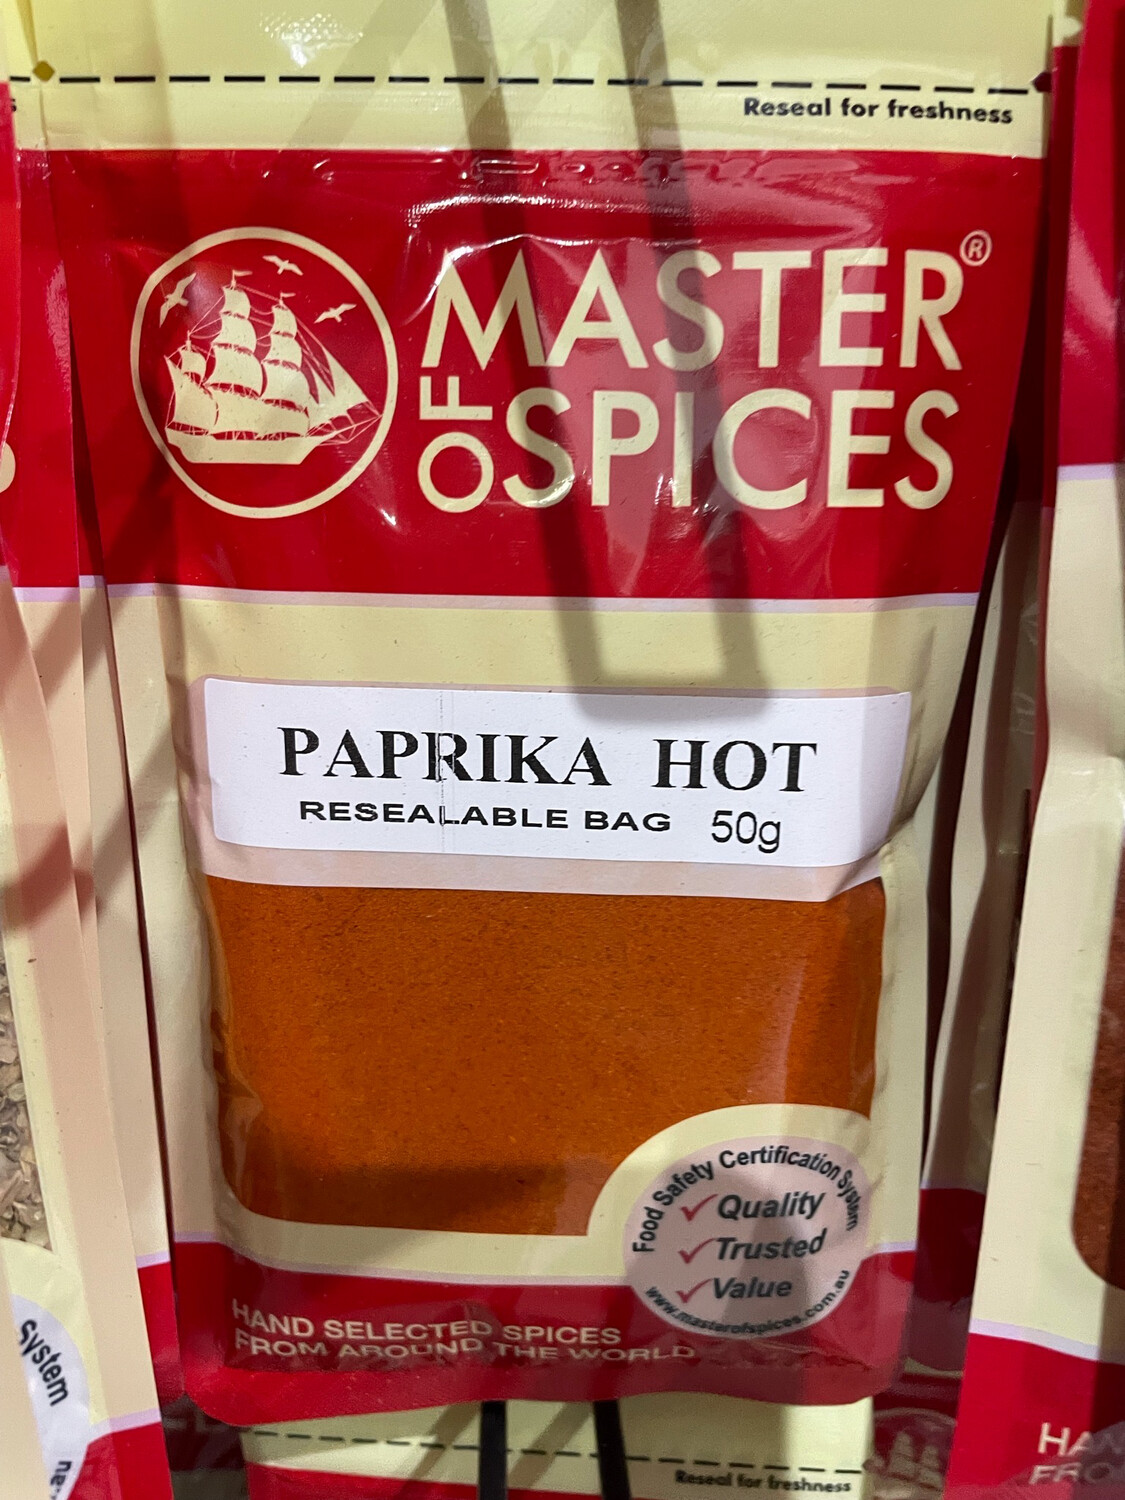 Reseal for freshness
MASTER®
OF
SPICES
PAPRIKA HOT
RESEALABLE BAG 50g
Food Safety Certification System
✓Quality
✓Trusted
✓Value
www.masterofspices.com.au
HAND SELECTED SPICES
FROM AROUND THE WORLD
System
Reseal for freshness